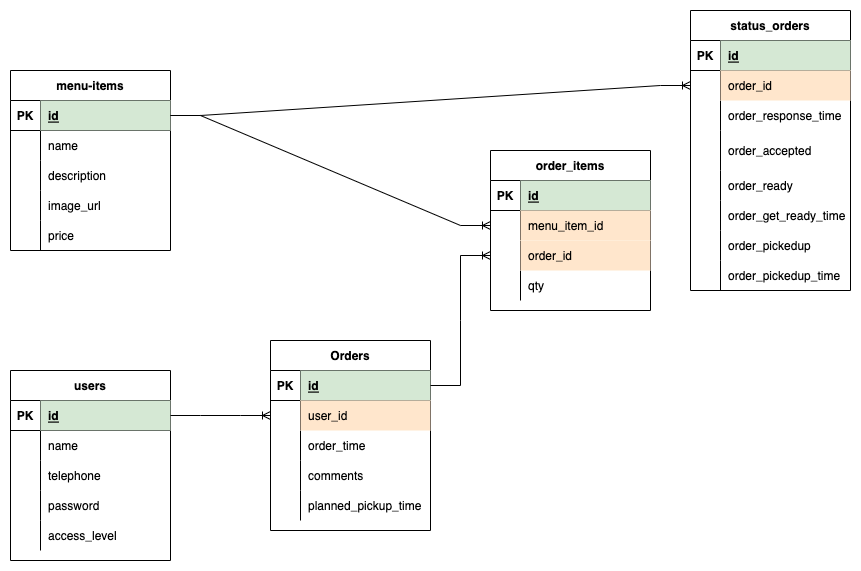 status_orders
PK id
order_id
order_response_time
order_accepted
order_ready
order_get_ready_time
order_pickedup
order_pickedup_time
menu-items
PK id
name
description
image_url
price
order_items
PK id
menu_item_id
order_id
qty
Orders
PK id
user_id
order_time
comments
planned_pickup_time
users
PK id
name
telephone
password
access_level